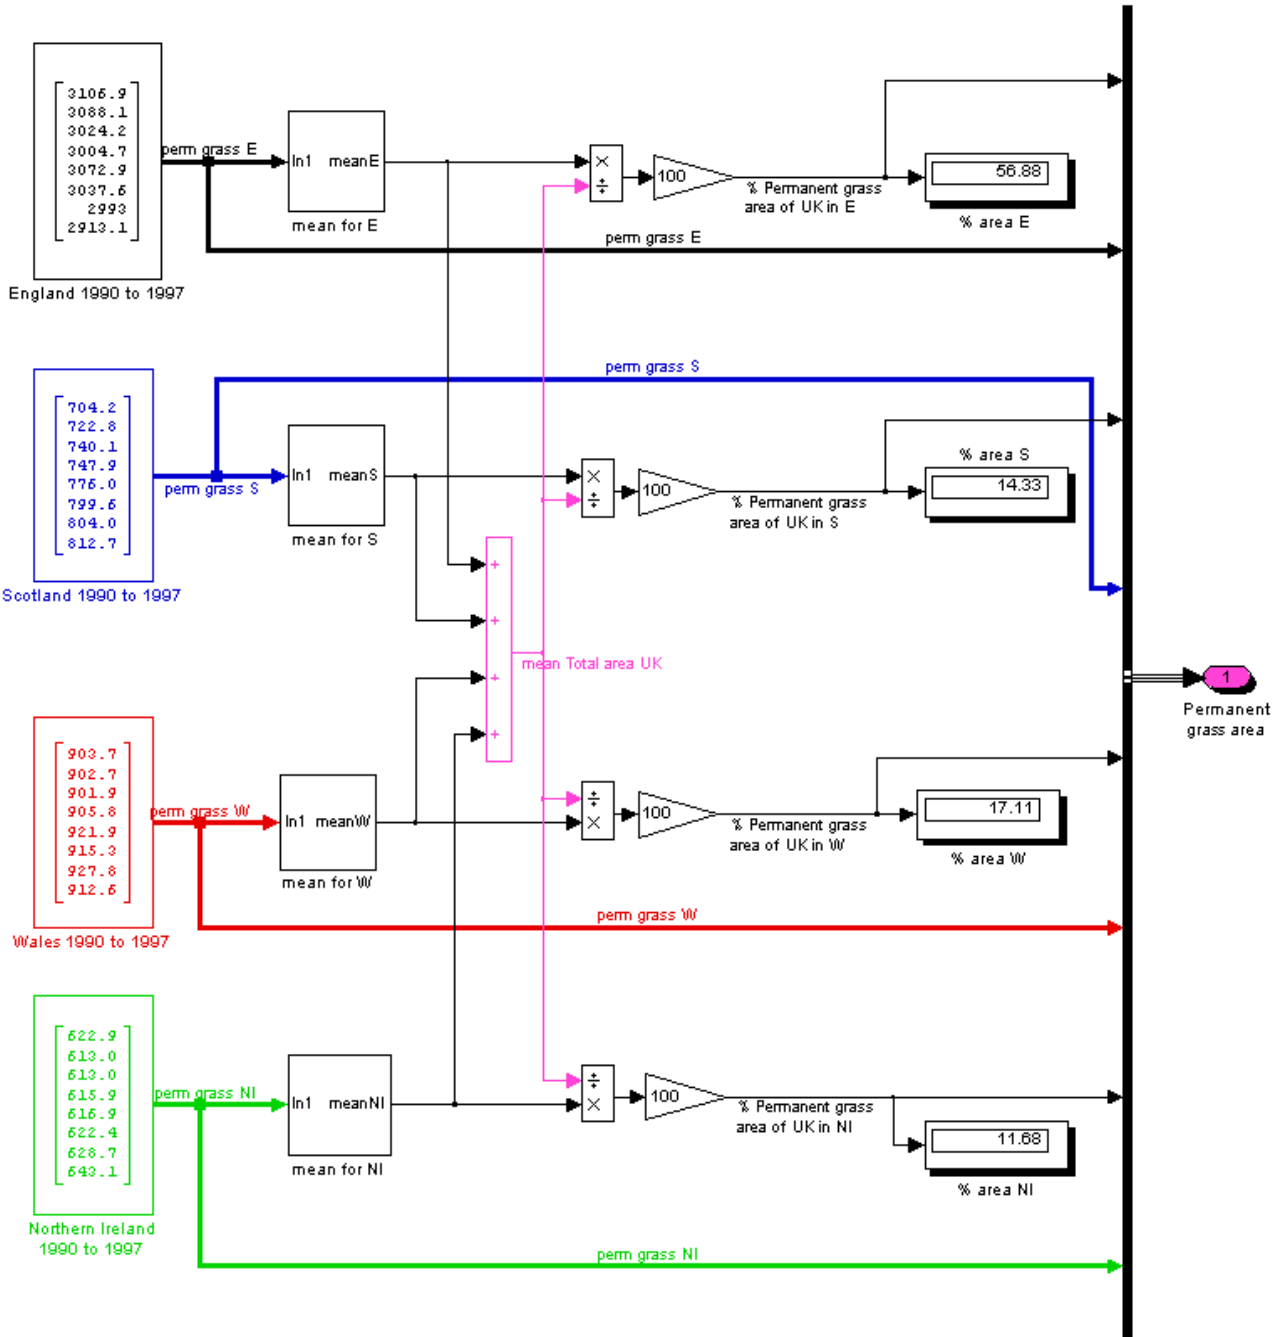 3106.9
3088.1
3024.2
3004.7
3072.9
3037.6
2993
2913.1
England 1990 to 1997
perm grass E
In1 meanE
mean for E
×
÷
100
% Permanent grass
area of UK in E
56.88
% area E
perm grass E
perm grass S
704.2
722.8
740.1
747.9
776.0
799.6
804.0
812.7
Scotland 1990 to 1997
perm grass S
In1 meanS
mean for S
×
÷
100
% Permanent grass
area of UK in S
% area S
14.33
+
+
+
+
mean Total area UK
1
Permanent
grass area
903.7
902.7
901.9
905.8
921.9
915.3
927.8
912.6
Wales 1990 to 1997
perm grass W
In1 meanW
mean for W
÷
×
100
% Permanent grass
area of UK in W
17.11
% area W
perm grass W
622.9
613.0
613.0
615.9
616.9
622.4
628.7
643.1
Northern Ireland
1990 to 1997
perm grass NI
In1 meanNI
mean for NI
÷
×
100
% Permanent grass
area of UK in NI
11.68
% area NI
perm grass NI